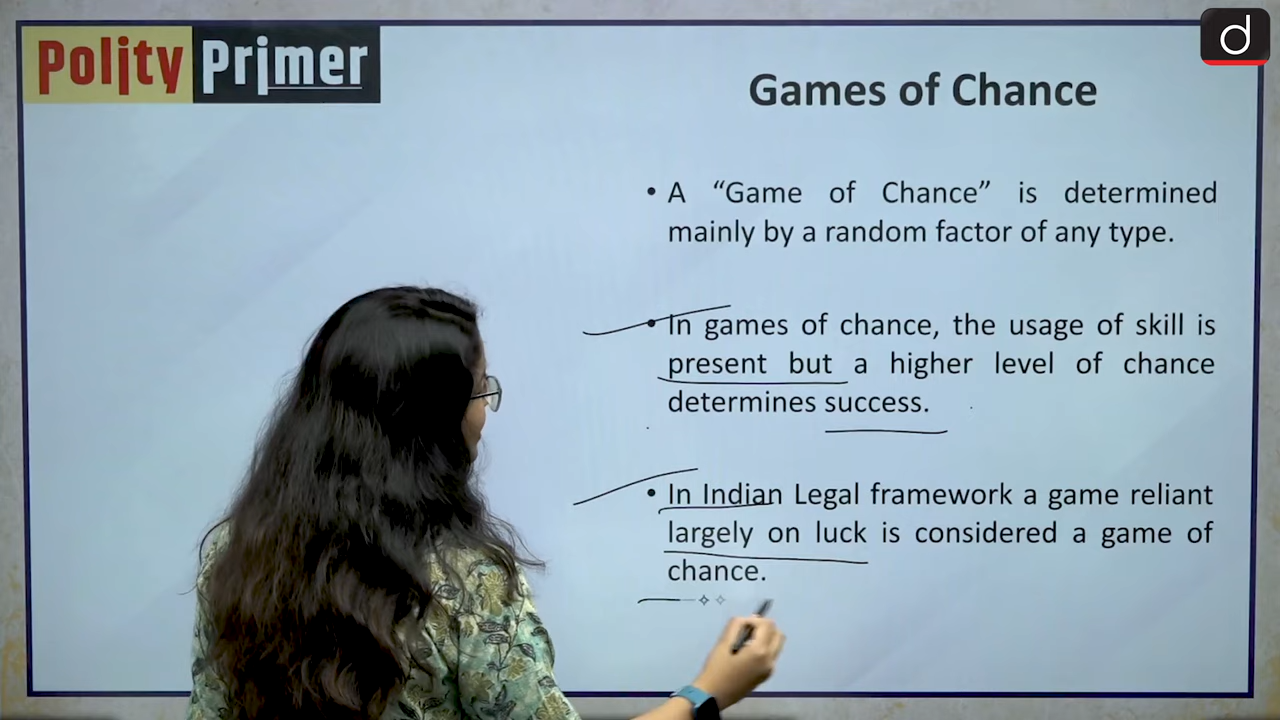 Polity Primer
d
Games of Chance
• A “Game of Chance” is determined
mainly by a random factor of any type.
• In games of chance, the usage of skill is
present but a higher level of chance
determines success.
• In Indian Legal framework a game reliant
largely on luck is considered a game of
chance.